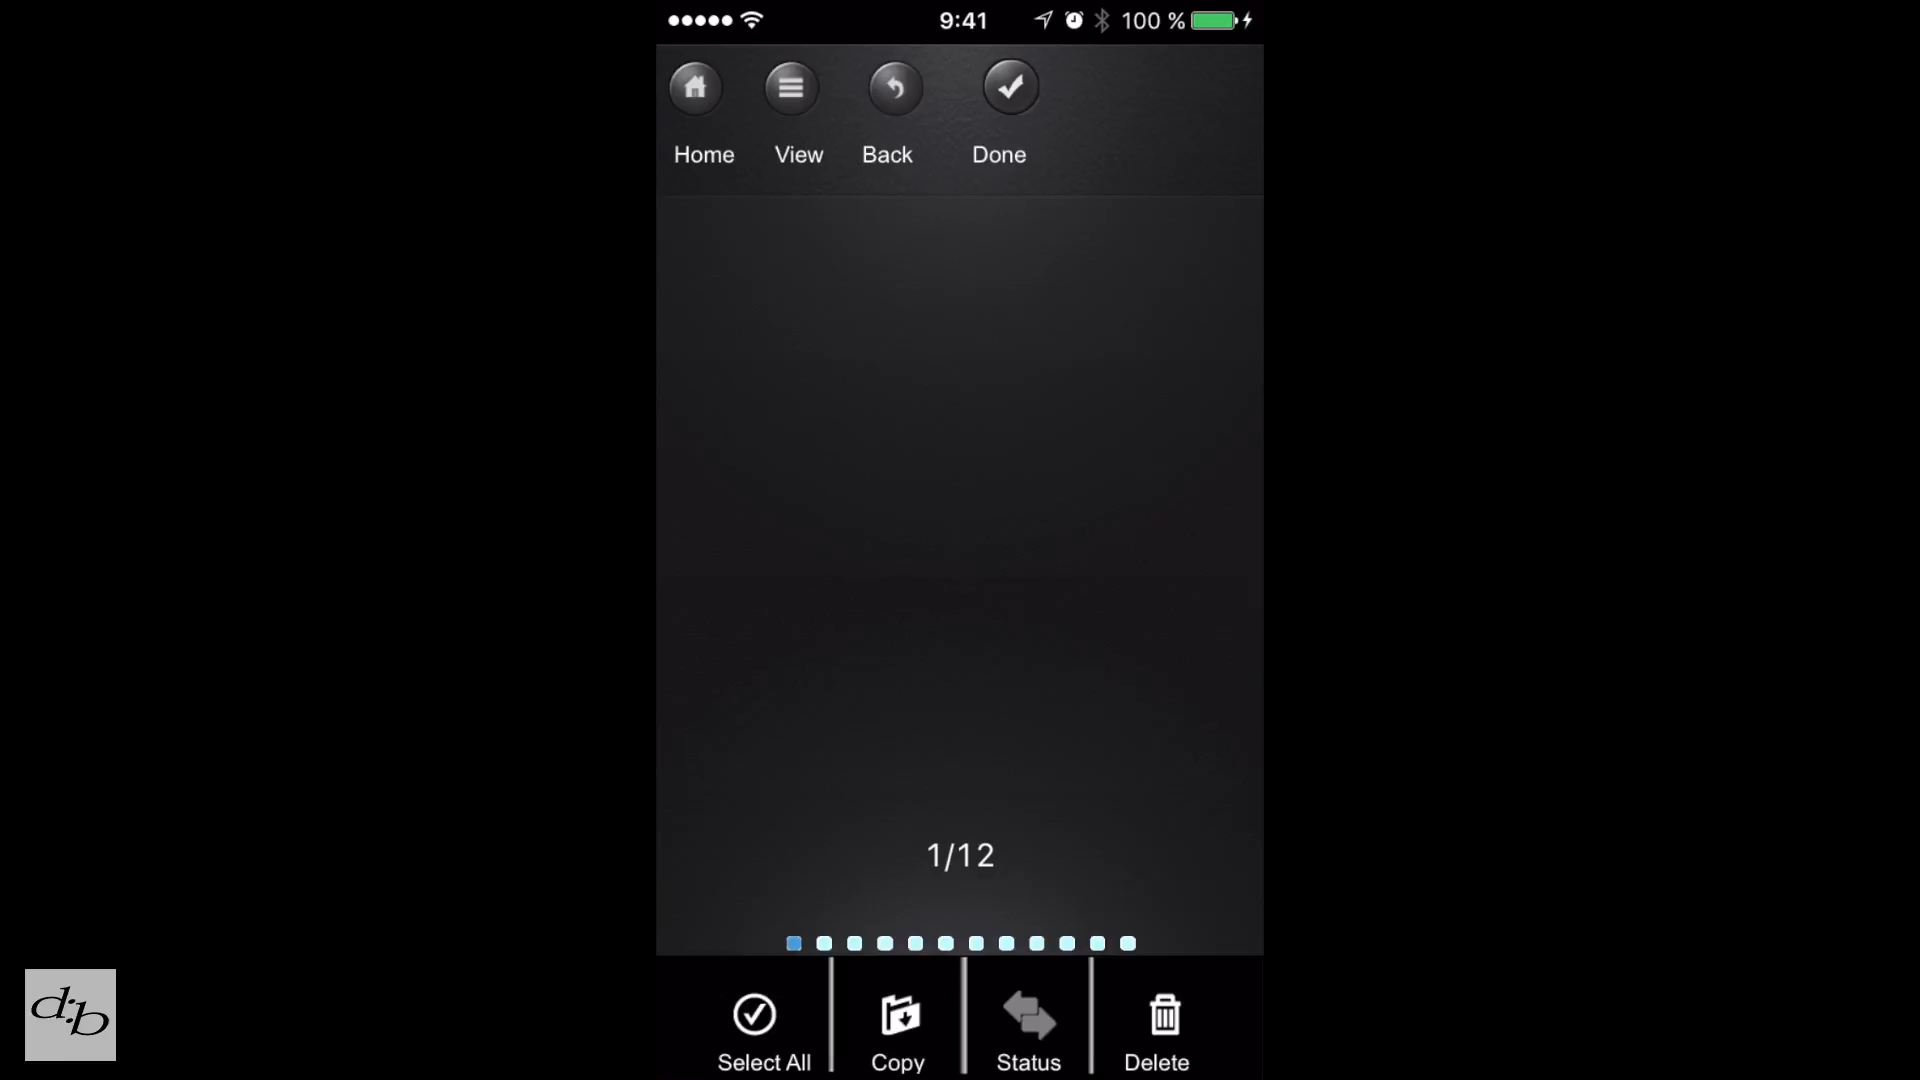 9:41 100 %
Home View Back Done
1/12
Select All Copy Status Delete
d:b